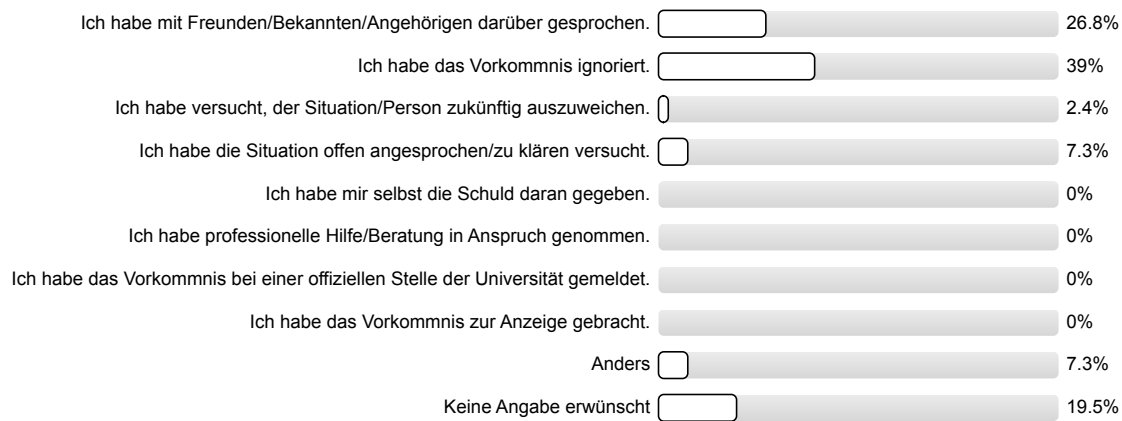 Ich habe mit Freunden/Bekannten/Angehörigen darüber gesprochen. 26.8%
Ich habe das Vorkommnis ignoriert. 39%
Ich habe versucht, der Situation/Person zukünftig auszuweichen. 2.4%
Ich habe die Situation offen angesprochen/zu klären versucht. 7.3%
Ich habe mir selbst die Schuld daran gegeben. 0%
Ich habe professionelle Hilfe/Beratung in Anspruch genommen. 0%
Ich habe das Vorkommnis bei einer offiziellen Stelle der Universität gemeldet. 0%
Ich habe das Vorkommnis zur Anzeige gebracht. 0%
Anders 7.3%
Keine Angabe erwünscht 19.5%